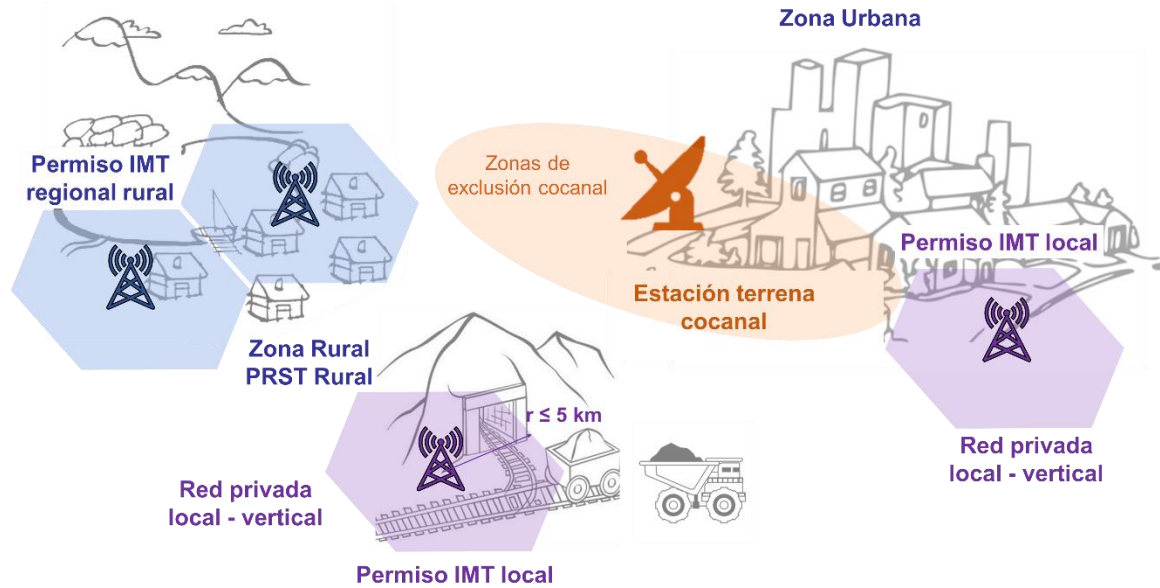 Zona Urbana
Permiso IMT
regional rural
Zonas de
exclusión cocanal
Permiso IMT local
Estación terrena
cocanal
Zona Rural
PRST Rural
r ≤ 5 km
Red privada
local - vertical
Red privada
local - vertical
Permiso IMT local